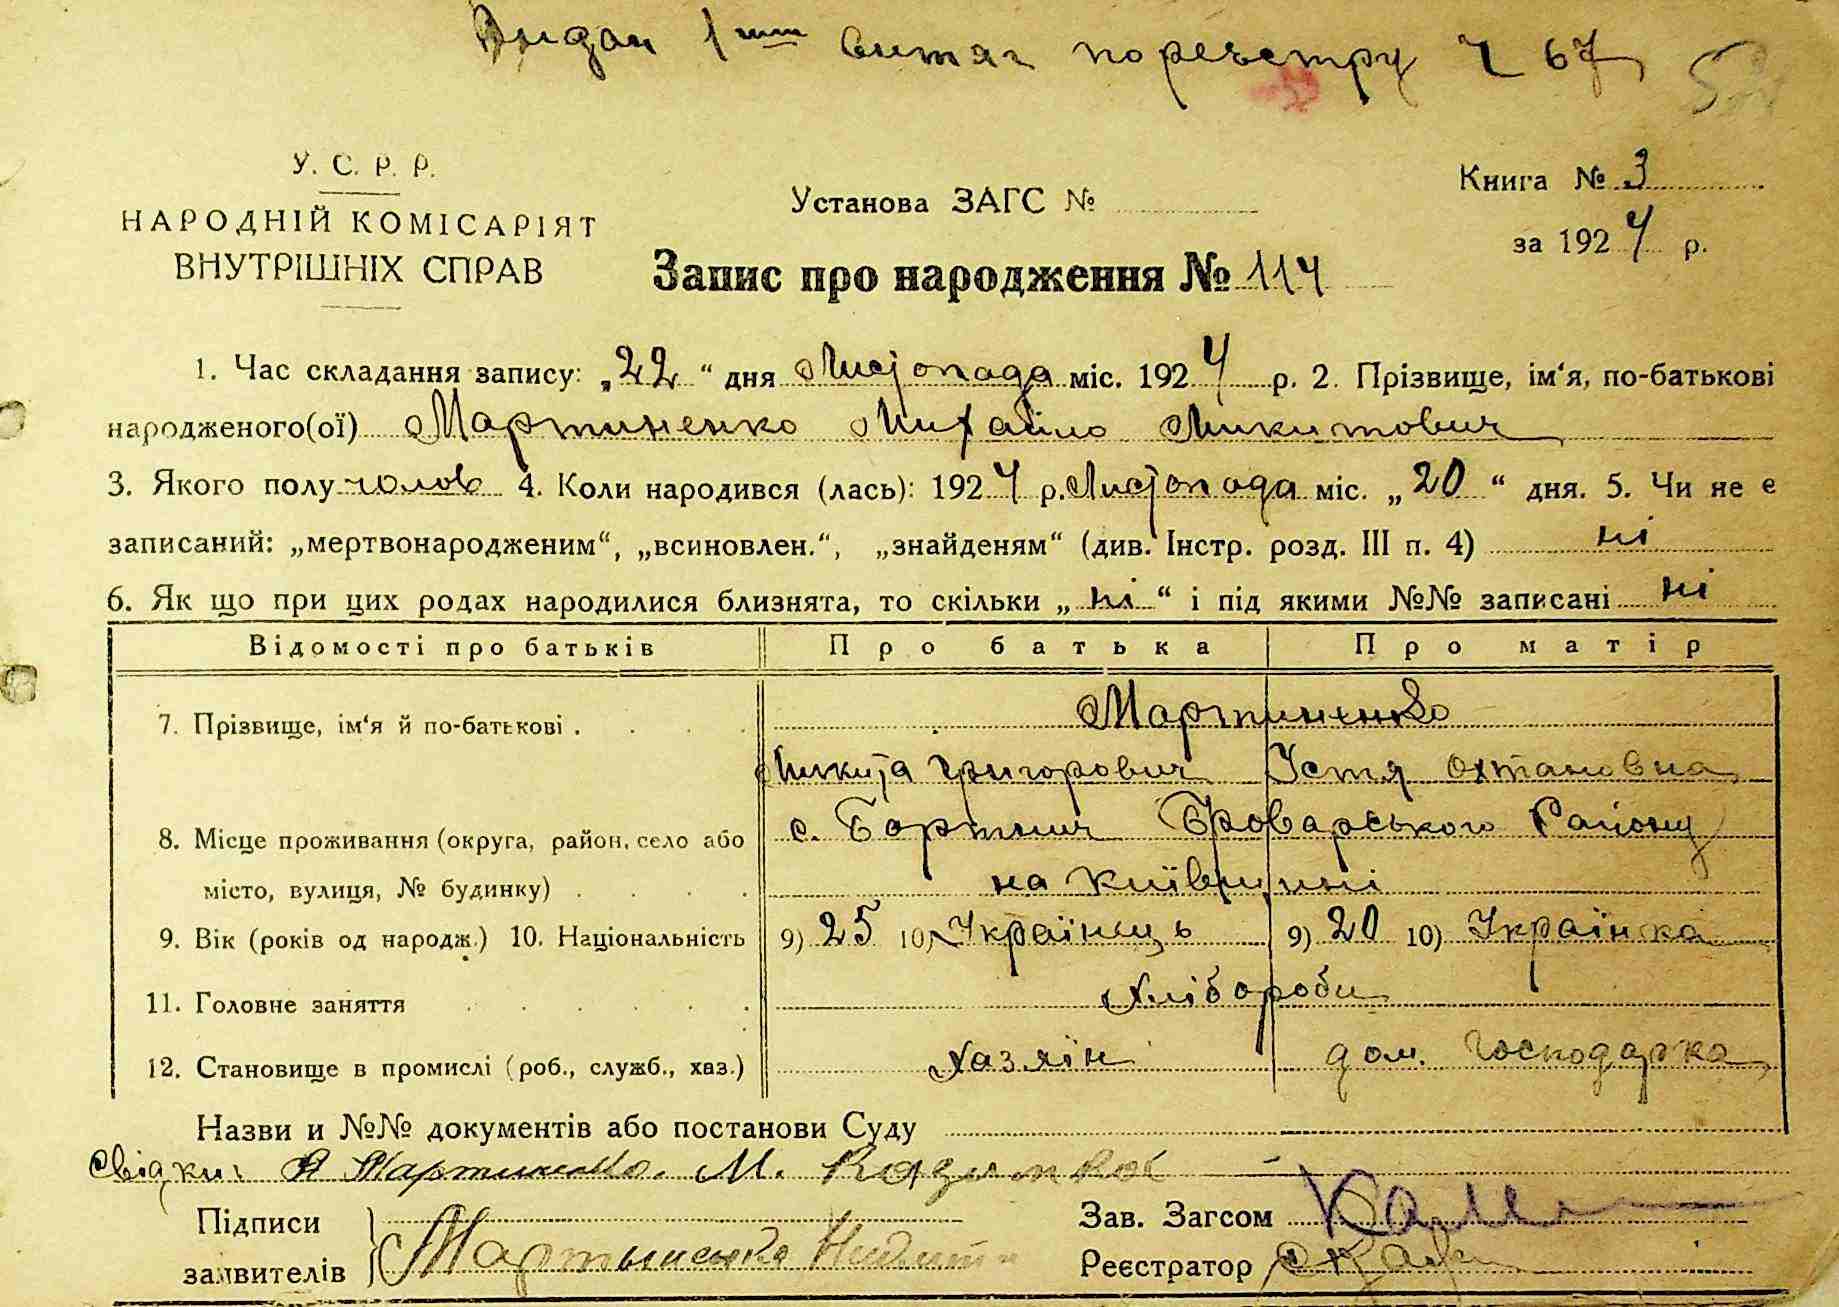 Видан 1ший витяг по реєстру Ч 67
У. С. Р. Р.
НАРОДНІЙ КОМІСАРІЯТ
ВНУТРІШНІХ СПРАВ
Установа ЗАГС №
Книга № 3
за 1924 р.
Запис про народження № 114
1. Час складання запису: „22“ дня Листопада міс. 1924 р. 2. Прізвище, ім‘я, по-батькові
народженого(ої) Мартиненко Михайло Микитович
3. Якого полу чолов 4. Коли народився (лась): 1924 р. Листопада міс. „20“ дня. 5. Чи не є
записаний: „мертвонародженим“, „всиновлен.“, „знайденям“ (див. Інстр. розд. III п. 4) ні
6. Як що при цих родах народилися близнята, то скільки „ні“ і під якими №№ записані ні
Відомості про батьків Про батька Про матір
7. Прізвище, ім‘я й по-батькові . Мартиненко
Микита Григорович Устя Охтановна
8. Місце проживання (округа, район, село або с. Бортнич Броварського Району
місто, вулиця, № будинку) . на Київщині
9. Вік (років од народж.) 10. Національність 9) 25 10) Українець 9) 20 10) Українка
11. Головне заняття Хлібороби
12. Становище в промислі (роб., служб., хаз.) Хазяїн дом. господарка
Назви и №№ документів або постанови Суду
Свідки: Я Мартиненко. М.
Підписи
заявителів Мартыненко
Зав. Загсом
Реєстратор